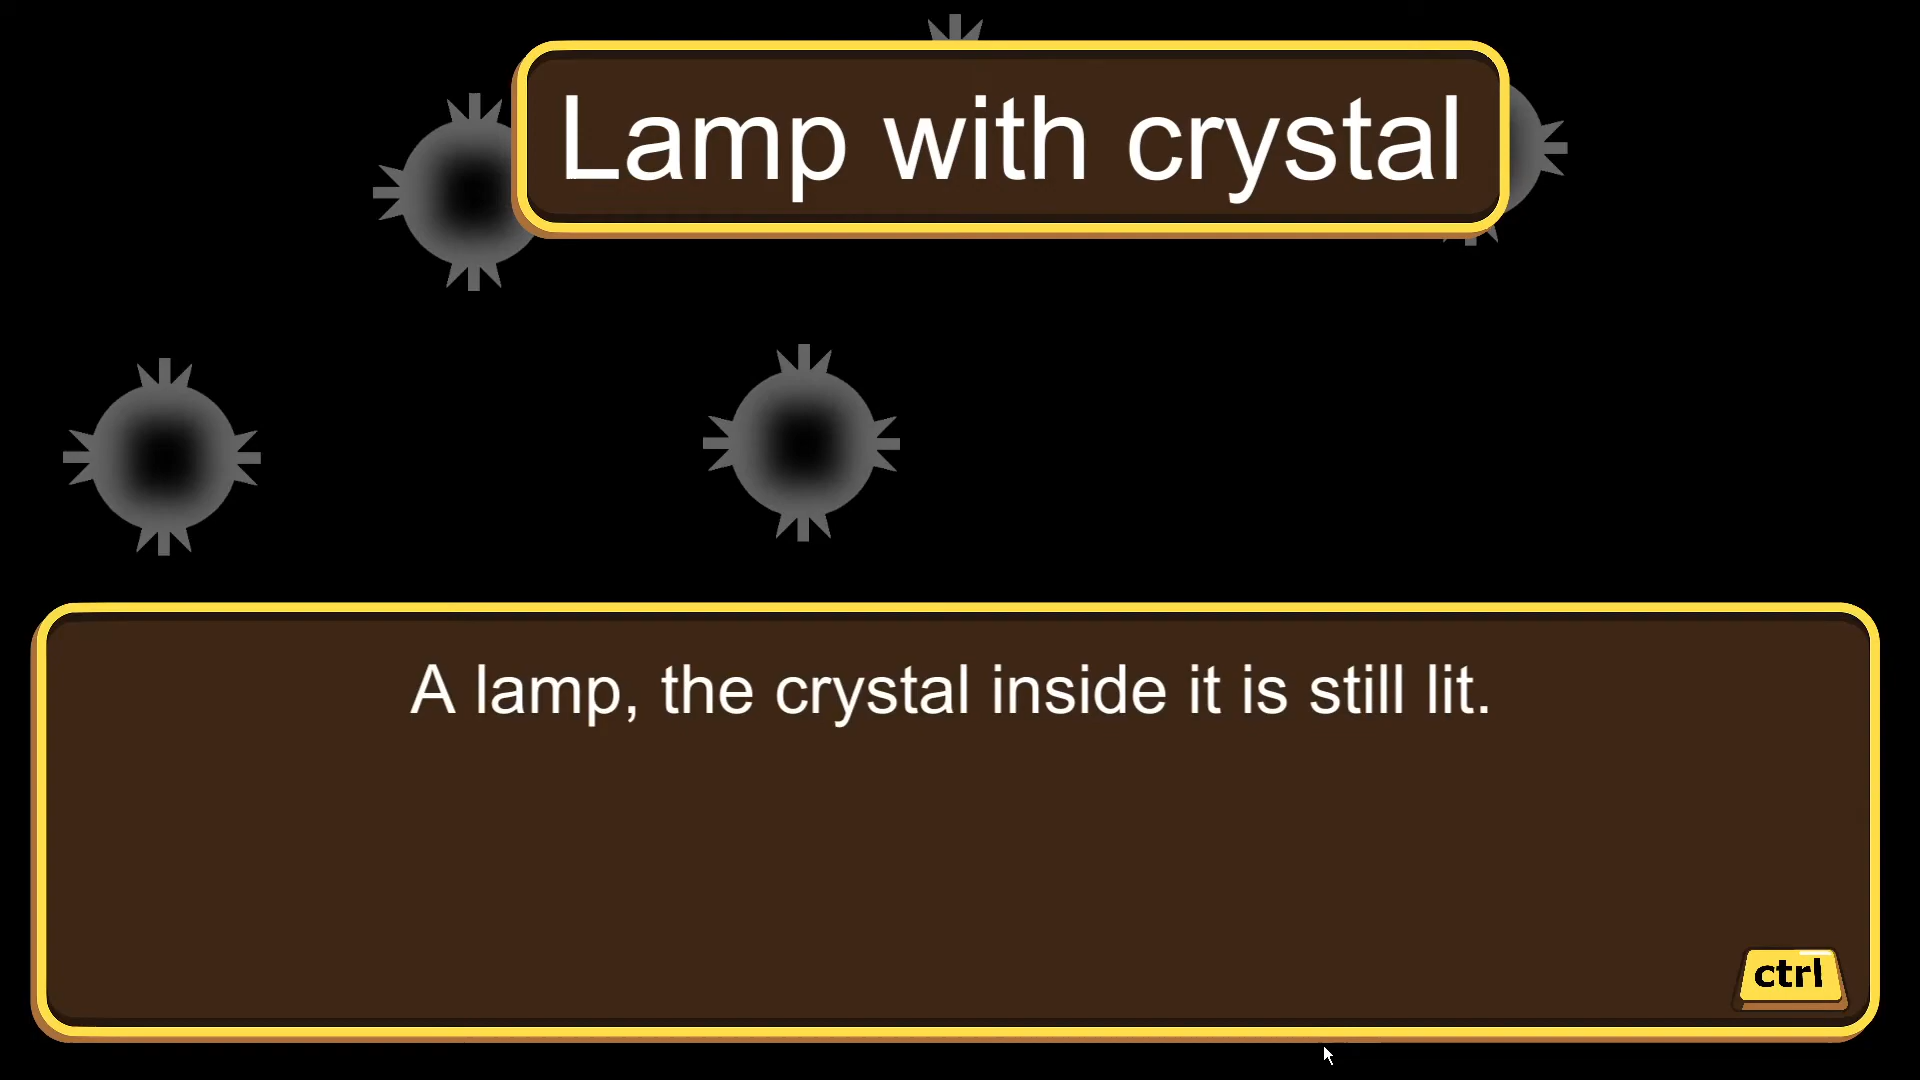 Lamp with crystal
A lamp, the crystal inside it is still lit.
ctrl